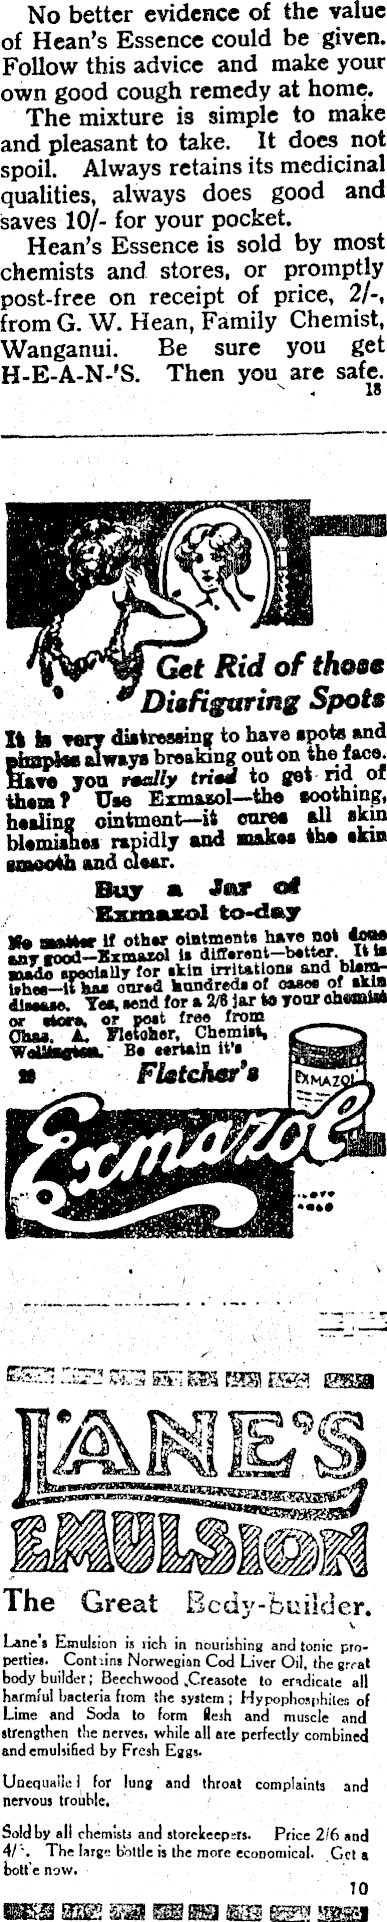 No better evidence of the value
of Hean's Essence could be given.
Follow this advice and make your
own good cough remedy at home.
The mixture is simple to make
and pleasant to take. It does not
spoil. Always retains its medicinal
qualities, always does good and
saves 10/- for your pocket.
Hean's Essence is sold by most
chemists and stores, or promptly
post-free on receipt of price, 2/-,
from G. W. Hean, Family Chemist,
Wanganui. Be sure you get
H-E-A-N-'S. Then you are safe.
18
Get Rid of those
Disfiguring Spots
It is very distressing to have spots and
pimples always breaking out on the face.
Have you really tried to get rid of
them? Use Exmazol—the soothing,
healing ointment—it cures all skin
blemishes rapidly and makes the skin
smooth and clear.
Buy a Jar of
Exmazol to-day
No matter if other ointments have not done
any good—Exmazol is different—better. It is
made specially for skin irritations and blem-
ishes—it has cured hundreds of cases of skin
disease. Yes, send for a 2/6 jar to your chemist
or store, or post free from
Chas. A. Fletcher, Chemist,
Wellington. Be certain it's
Fletcher's
EXMAZOL
Exmazol
LANE'S
EMULSION
The Great Body-builder.
Lane's Emulsion is rich in nourishing and tonic pro-
perties. Contains Norwegian Cod Liver Oil, the great
body builder; Beechwood Creasote to eradicate all
harmful bacteria from the system; Hypophosphites of
Lime and Soda to form flesh and muscle and
strengthen the nerves, while all are perfectly combined
and emulsified by Fresh Eggs.
Unequalled for lung and throat complaints and
nervous trouble.
Sold by all chemists and storekeepers. Price 2/6 and
4/-. The large bottle is the more economical. Get a
bottle now.
10